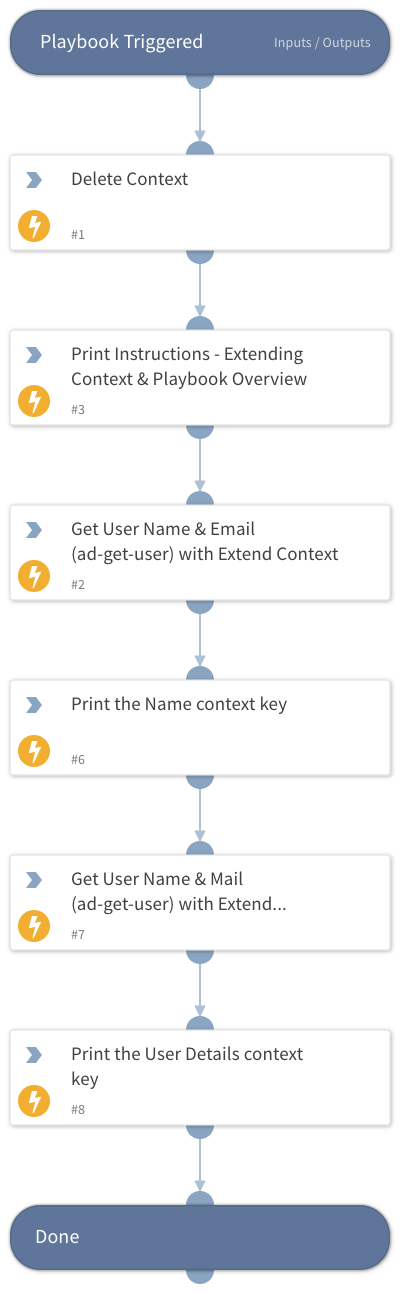 Playbook Triggered
Inputs / Outputs
Delete Context
#1
Print Instructions - Extending
Context & Playbook Overview
#3
Get User Name & Email
(ad-get-user) with Extend Context
#2
Print the Name context key
#6
Get User Name & Mail
(ad-get-user) with Extend...
#7
Print the User Details context
key
#8
Done